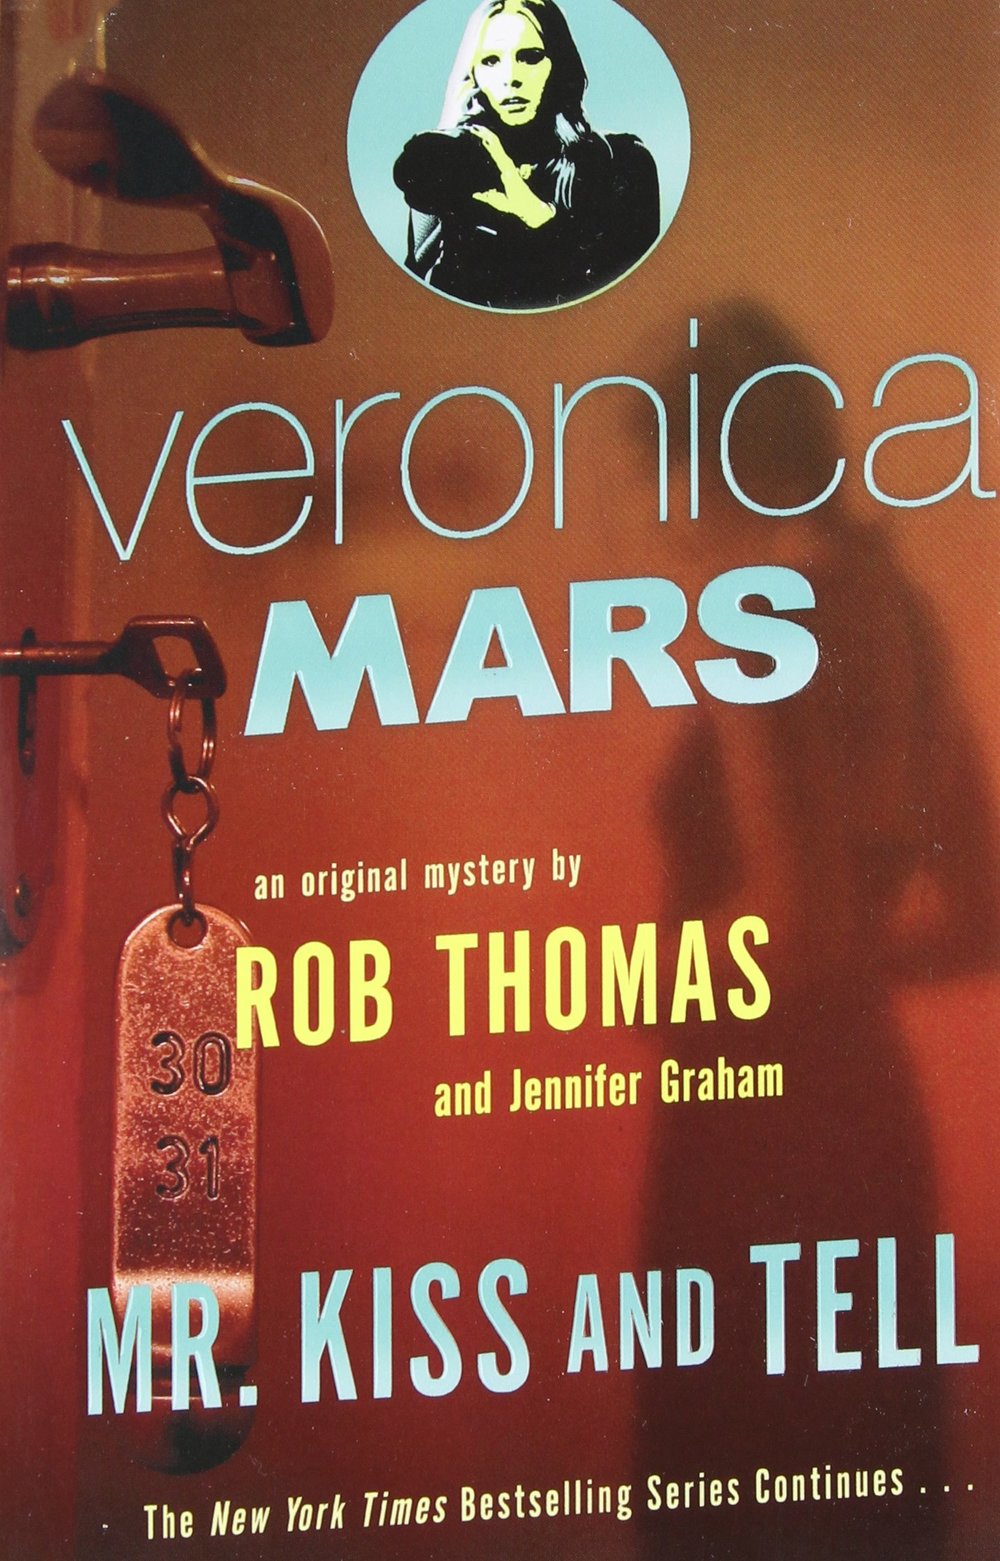 veronica
MARS
an original mystery by
ROB THOMAS
and Jennifer Graham
30
31
MR. KISS AND TELL
The New York Times Bestselling Series Continues . . .